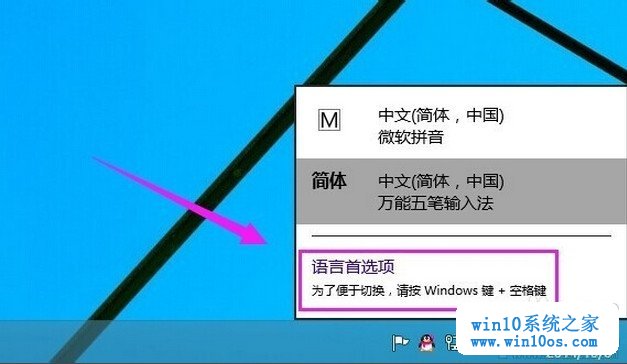 M
中文(简体，中国)
微软拼音
简体
中文(简体，中国)
万能五笔输入法
语言首选项
为了便于切换，请按 Windows 键 + 空格键
win10系统之家
www.win10os.com